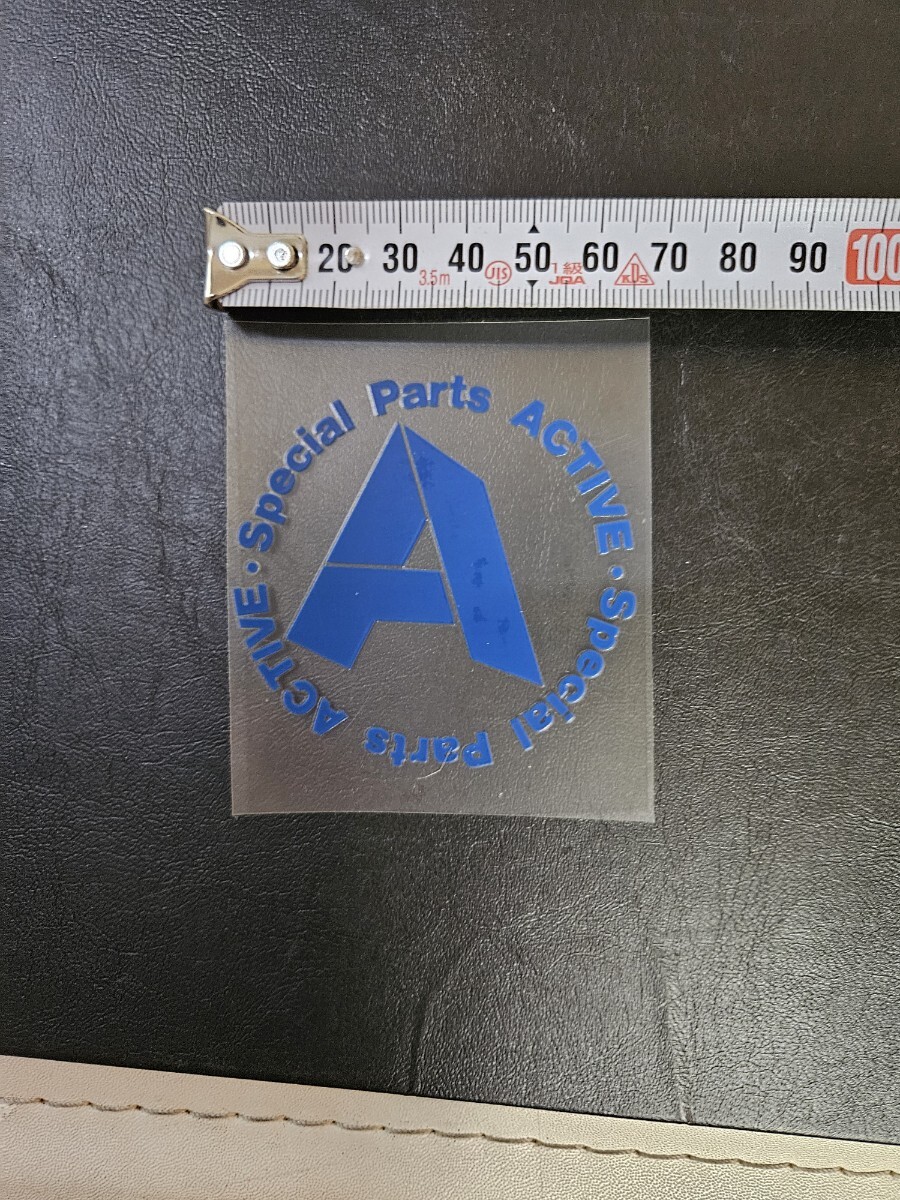 20 30 40 50 60 70 80 90 100
3.5m JIS 1級 JQA KDS
Special Parts ACTIVE・Special Parts ACTIVE・
A